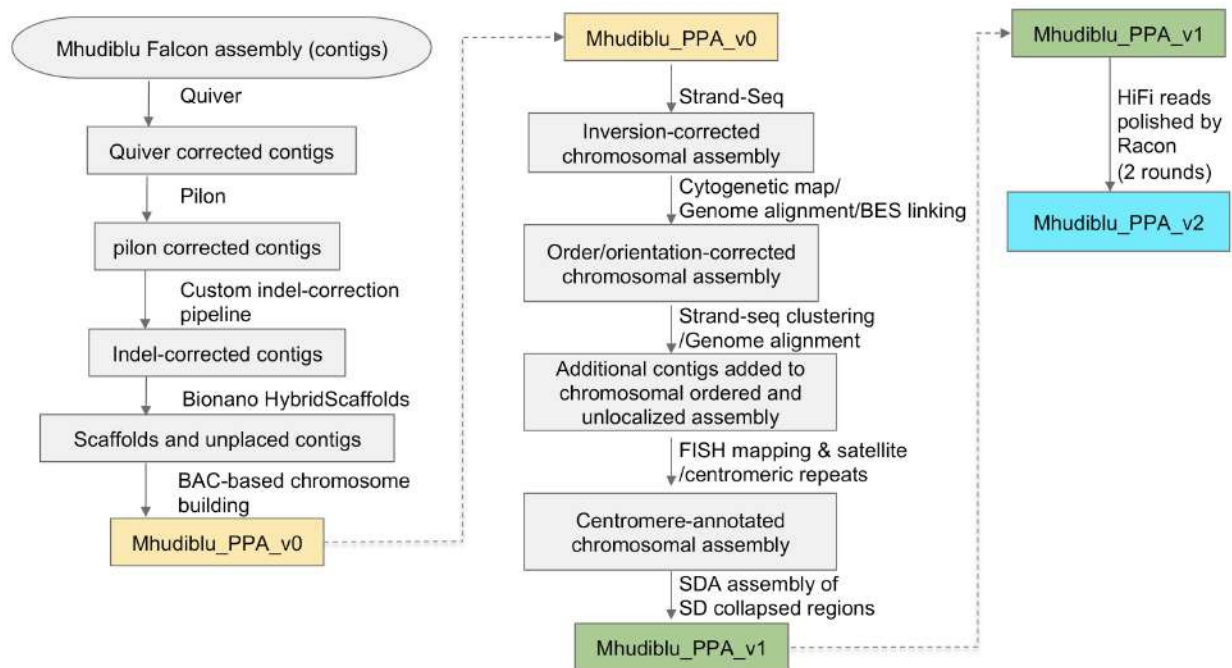 Mhudiblu Falcon assembly (contigs)
Quiver
Quiver corrected contigs
Pilon
pilon corrected contigs
Custom indel-correction
pipeline
Indel-corrected contigs
Bionano HybridScaffolds
Scaffolds and unplaced contigs
BAC-based chromosome
building
Mhudiblu_PPA_v0
Mhudiblu_PPA_v0
Strand-Seq
Inversion-corrected
chromosomal assembly
Cytogenetic map/
Genome alignment/BES linking
Order/orientation-corrected
chromosomal assembly
Strand-seq clustering
/Genome alignment
Additional contigs added to
chromosomal ordered and
unlocalized assembly
FISH mapping & satellite
/centromeric repeats
Centromere-annotated
chromosomal assembly
SDA assembly of
SD collapsed regions
Mhudiblu_PPA_v1
Mhudiblu_PPA_v1
HiFi reads
polished by
Racon
(2 rounds)
Mhudiblu_PPA_v2